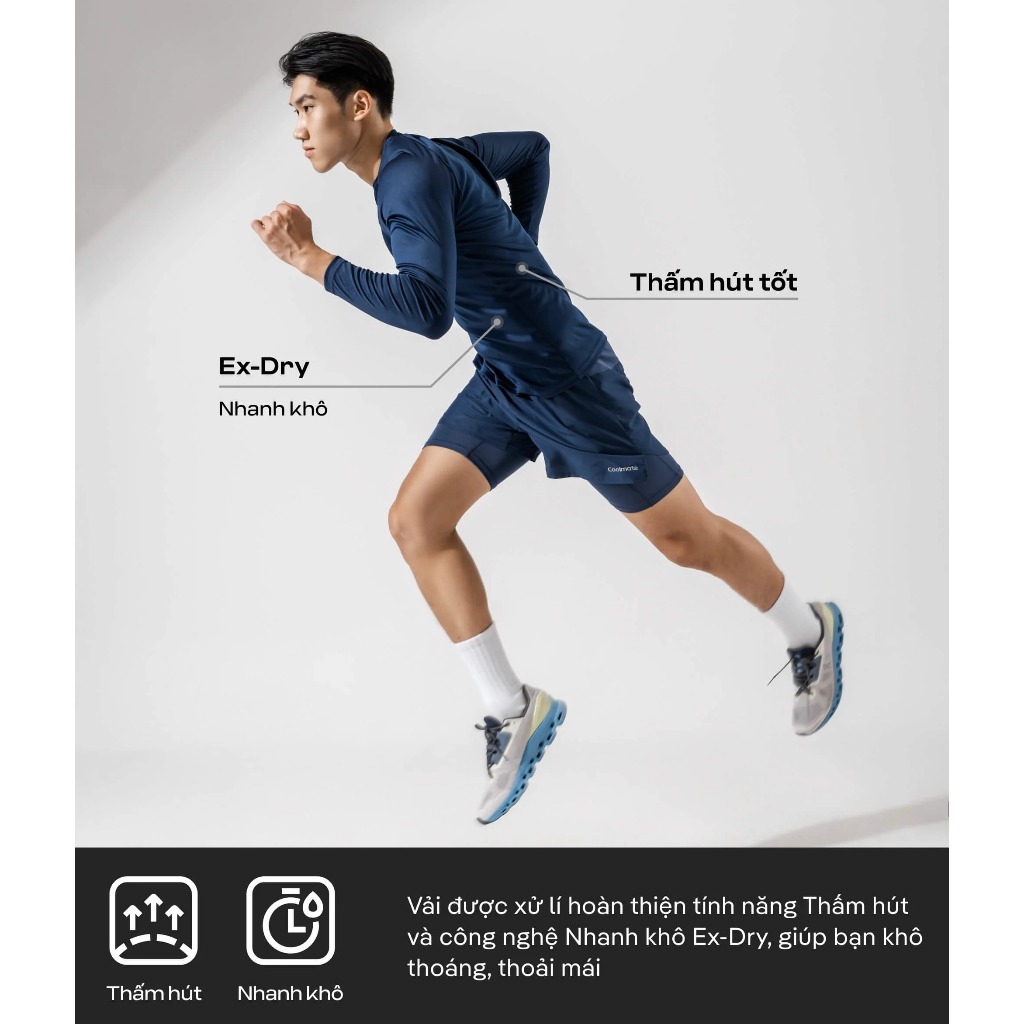 Thấm hút tốt
Ex-Dry
Nhanh khô
Coolmate
Thấm hút
Nhanh khô
Vải được xử lí hoàn thiện tính năng Thấm hút
và công nghệ Nhanh khô Ex-Dry, giúp bạn khô
thoáng, thoải mái